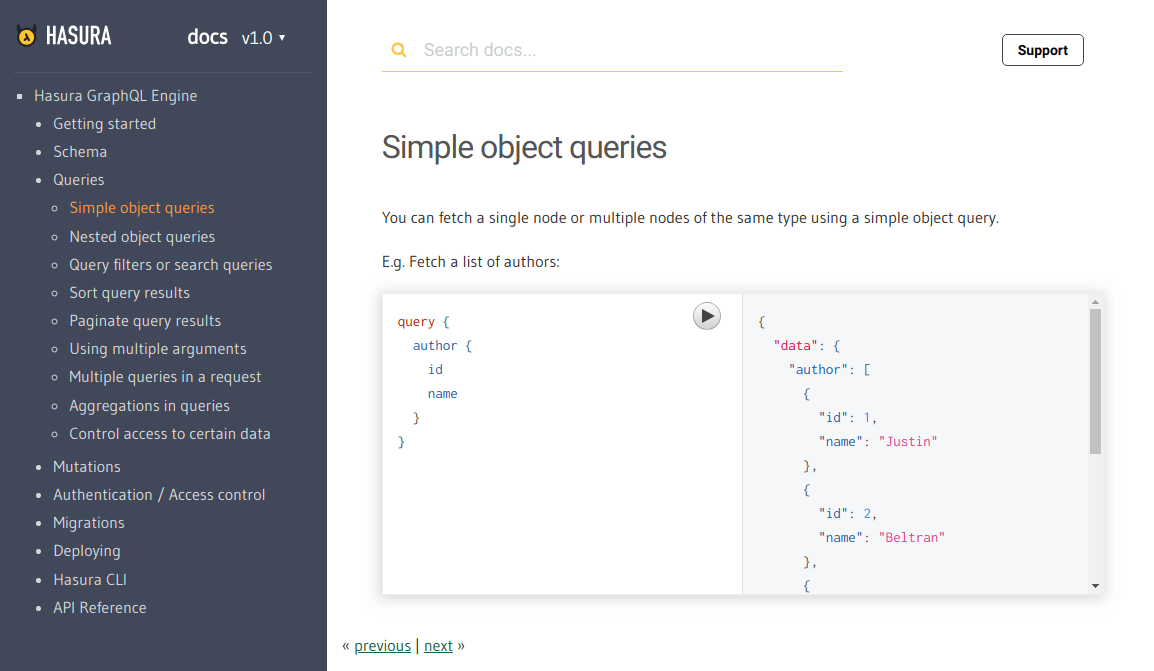 HASURA
docs v1.0 ▾
Hasura GraphQL Engine
Getting started
Schema
Queries
Simple object queries
Nested object queries
Query filters or search queries
Sort query results
Paginate query results
Using multiple arguments
Multiple queries in a request
Aggregations in queries
Control access to certain data
Mutations
Authentication / Access control
Migrations
Deploying
Hasura CLI
API Reference
Search docs...
Support
Simple object queries
You can fetch a single node or multiple nodes of the same type using a simple object query.
E.g. Fetch a list of authors:
query {
  author {
    id
    name
  }
}
{
  "data": {
    "author": [
      {
        "id": 1,
        "name": "Justin"
      },
      {
        "id": 2,
        "name": "Beltran"
      },
      {
« previous | next »